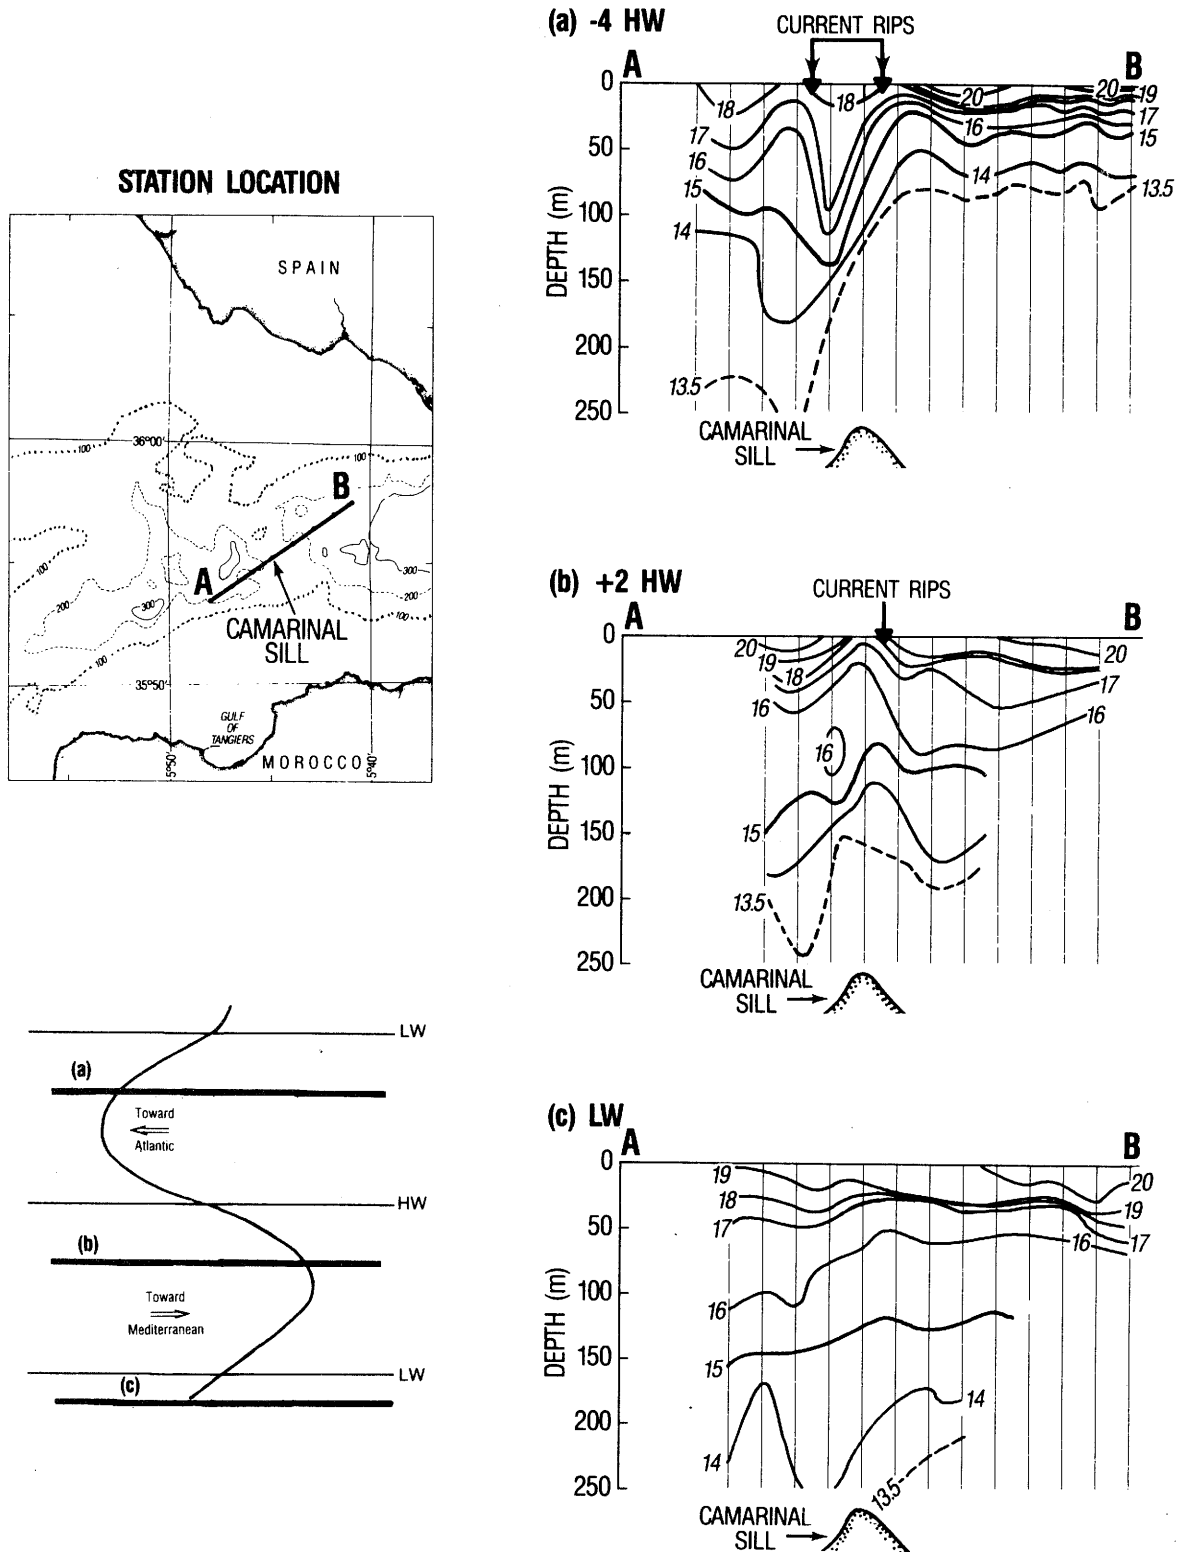 STATION LOCATION
SPAIN
36°00'
100
100
100
100
200
300
300
200
100
0
B
A
CAMARINAL
SILL
35°50'
GULF
OF
TANGIERS
MOROCCO
5°50'
5°40'
LW
(a)
Toward
Atlantic
HW
(b)
Toward
Mediterranean
LW
(c)
(a) -4 HW
CURRENT RIPS
A
B
0
50
100
150
200
250
DEPTH (m)
18
18
20
20
19
17
17
16
16
15
15
14
14
13.5
13.5
CAMARINAL
SILL
(b) +2 HW
CURRENT RIPS
A
B
0
50
100
150
200
250
DEPTH (m)
20
20
19
18
17
16
16
16
15
13.5
CAMARINAL
SILL
(c) LW
A
B
0
50
100
150
200
250
DEPTH (m)
19
20
18
19
17
16
17
16
15
14
14
13.5
CAMARINAL
SILL